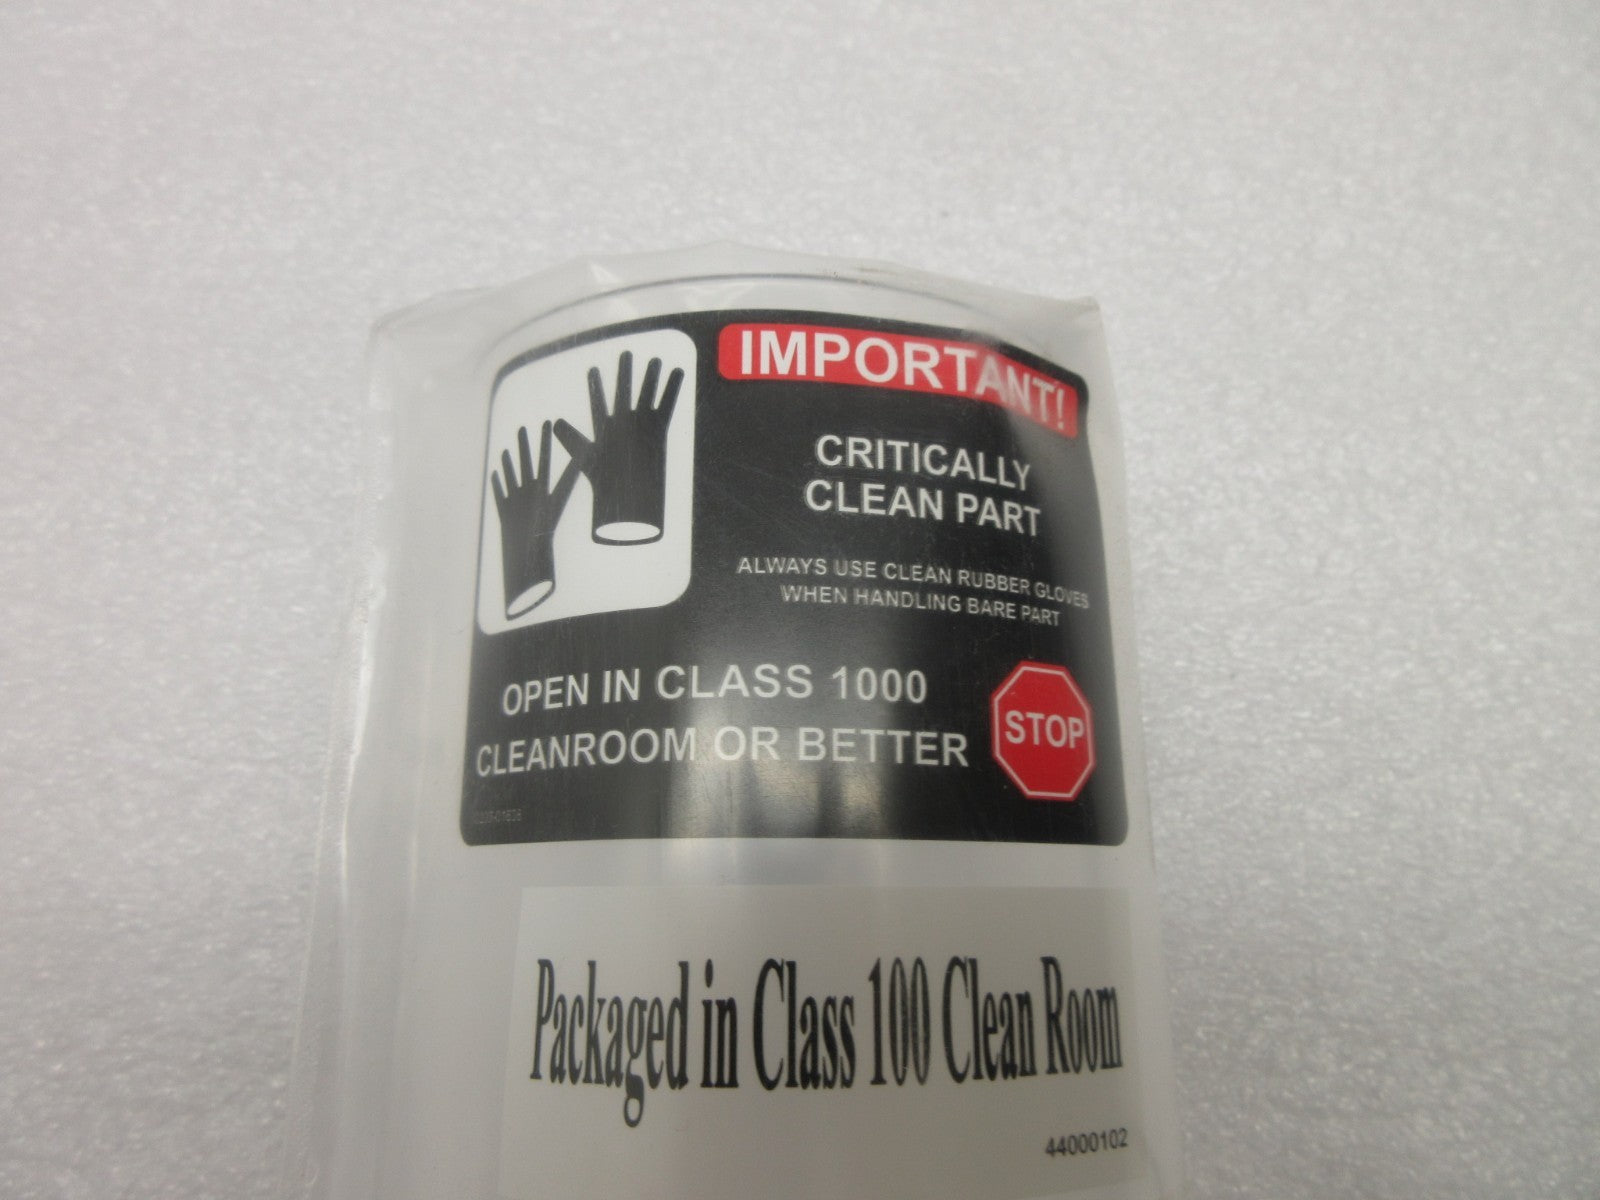 IMPORTANT!
CRITICALLY
CLEAN PART
ALWAYS USE CLEAN RUBBER GLOVES
WHEN HANDLING BARE PART
OPEN IN CLASS 1000
CLEANROOM OR BETTER
STOP
Packaged in Class 100 Clean Room
44000102